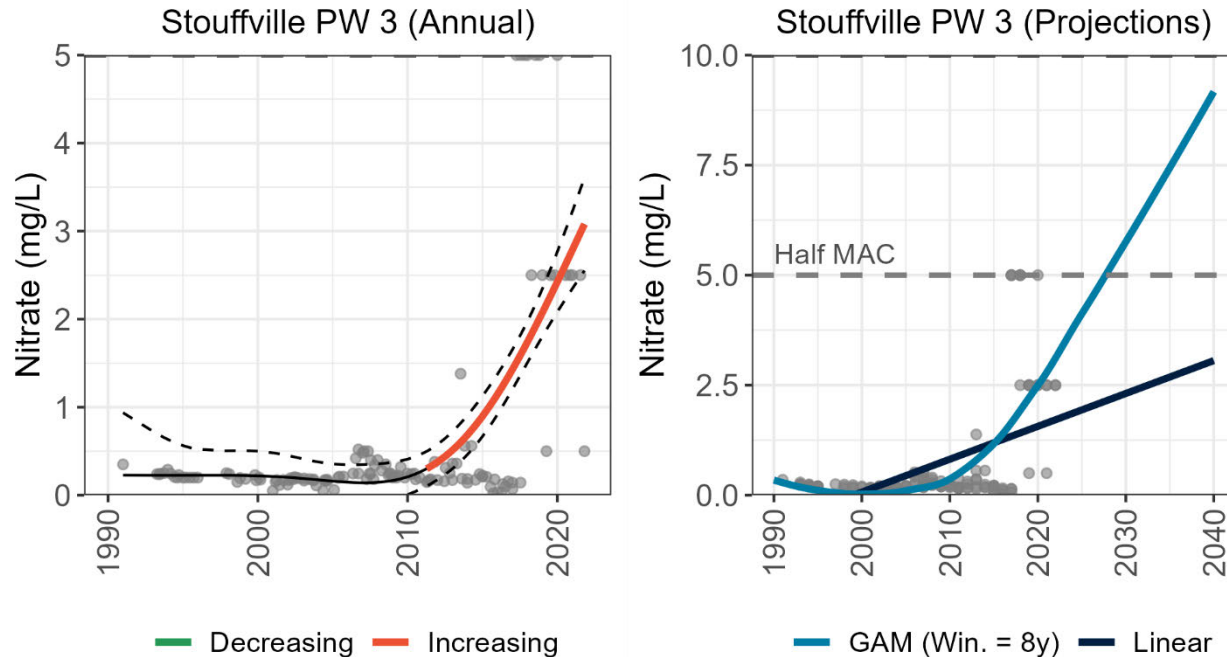 Stouffville PW 3 (Annual)
Nitrate (mg/L)
5
4
3
2
1
0
1990
2000
2010
2020
Decreasing
Increasing
Stouffville PW 3 (Projections)
Nitrate (mg/L)
10.0
7.5
5.0
2.5
0.0
Half MAC
1990
2000
2010
2020
2030
2040
GAM (Win. = 8y)
Linear